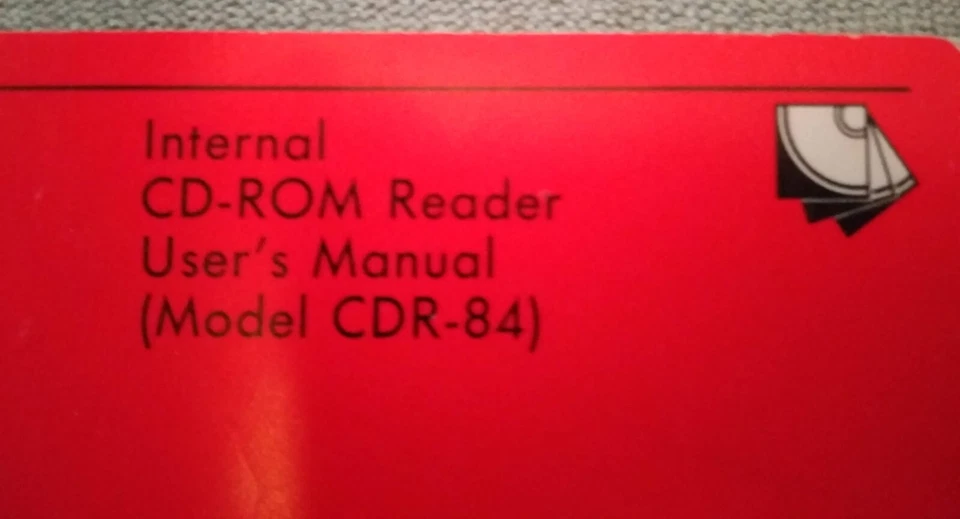 Internal
CD-ROM Reader
User's Manual
(Model CDR-84)